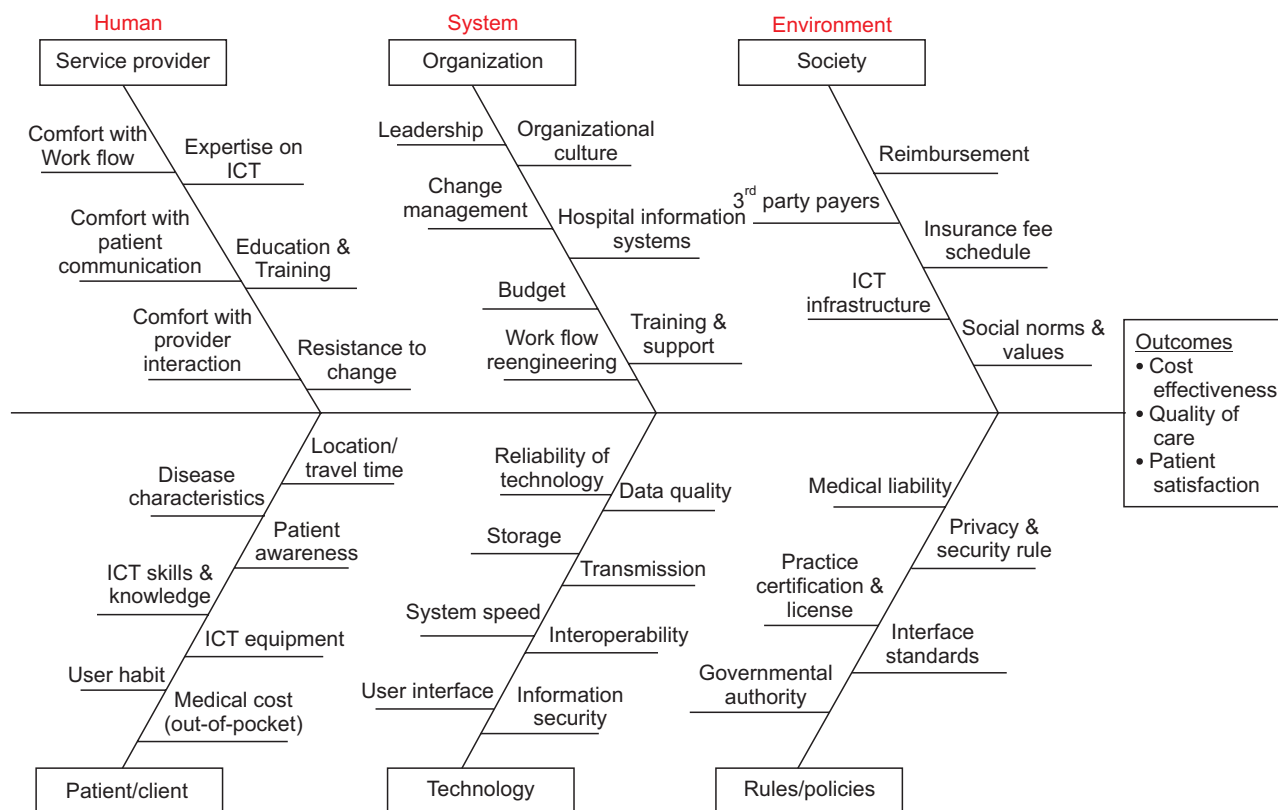 Human
System
Environment
Service provider
Organization
Society
Comfort with
Work flow
Expertise on
ICT
Comfort with
patient
communication
Education &
Training
Comfort with
provider
interaction
Resistance to
change
Leadership
Organizational
culture
Change
management
Hospital information
systems
Budget
Training &
support
Work flow
reengineering
Reimbursement
3rd party payers
Insurance fee
schedule
ICT
infrastructure
Social norms &
values
Outcomes
• Cost
effectiveness
• Quality of
care
• Patient
satisfaction
Location/
travel time
Disease
characteristics
Patient
awareness
ICT skills &
knowledge
ICT equipment
User habit
Medical cost
(out-of-pocket)
Reliability of
technology
Data quality
Storage
Transmission
System speed
Interoperability
User interface
Information
security
Medical liability
Privacy &
security rule
Practice
certification &
license
Interface
standards
Governmental
authority
Patient/client
Technology
Rules/policies